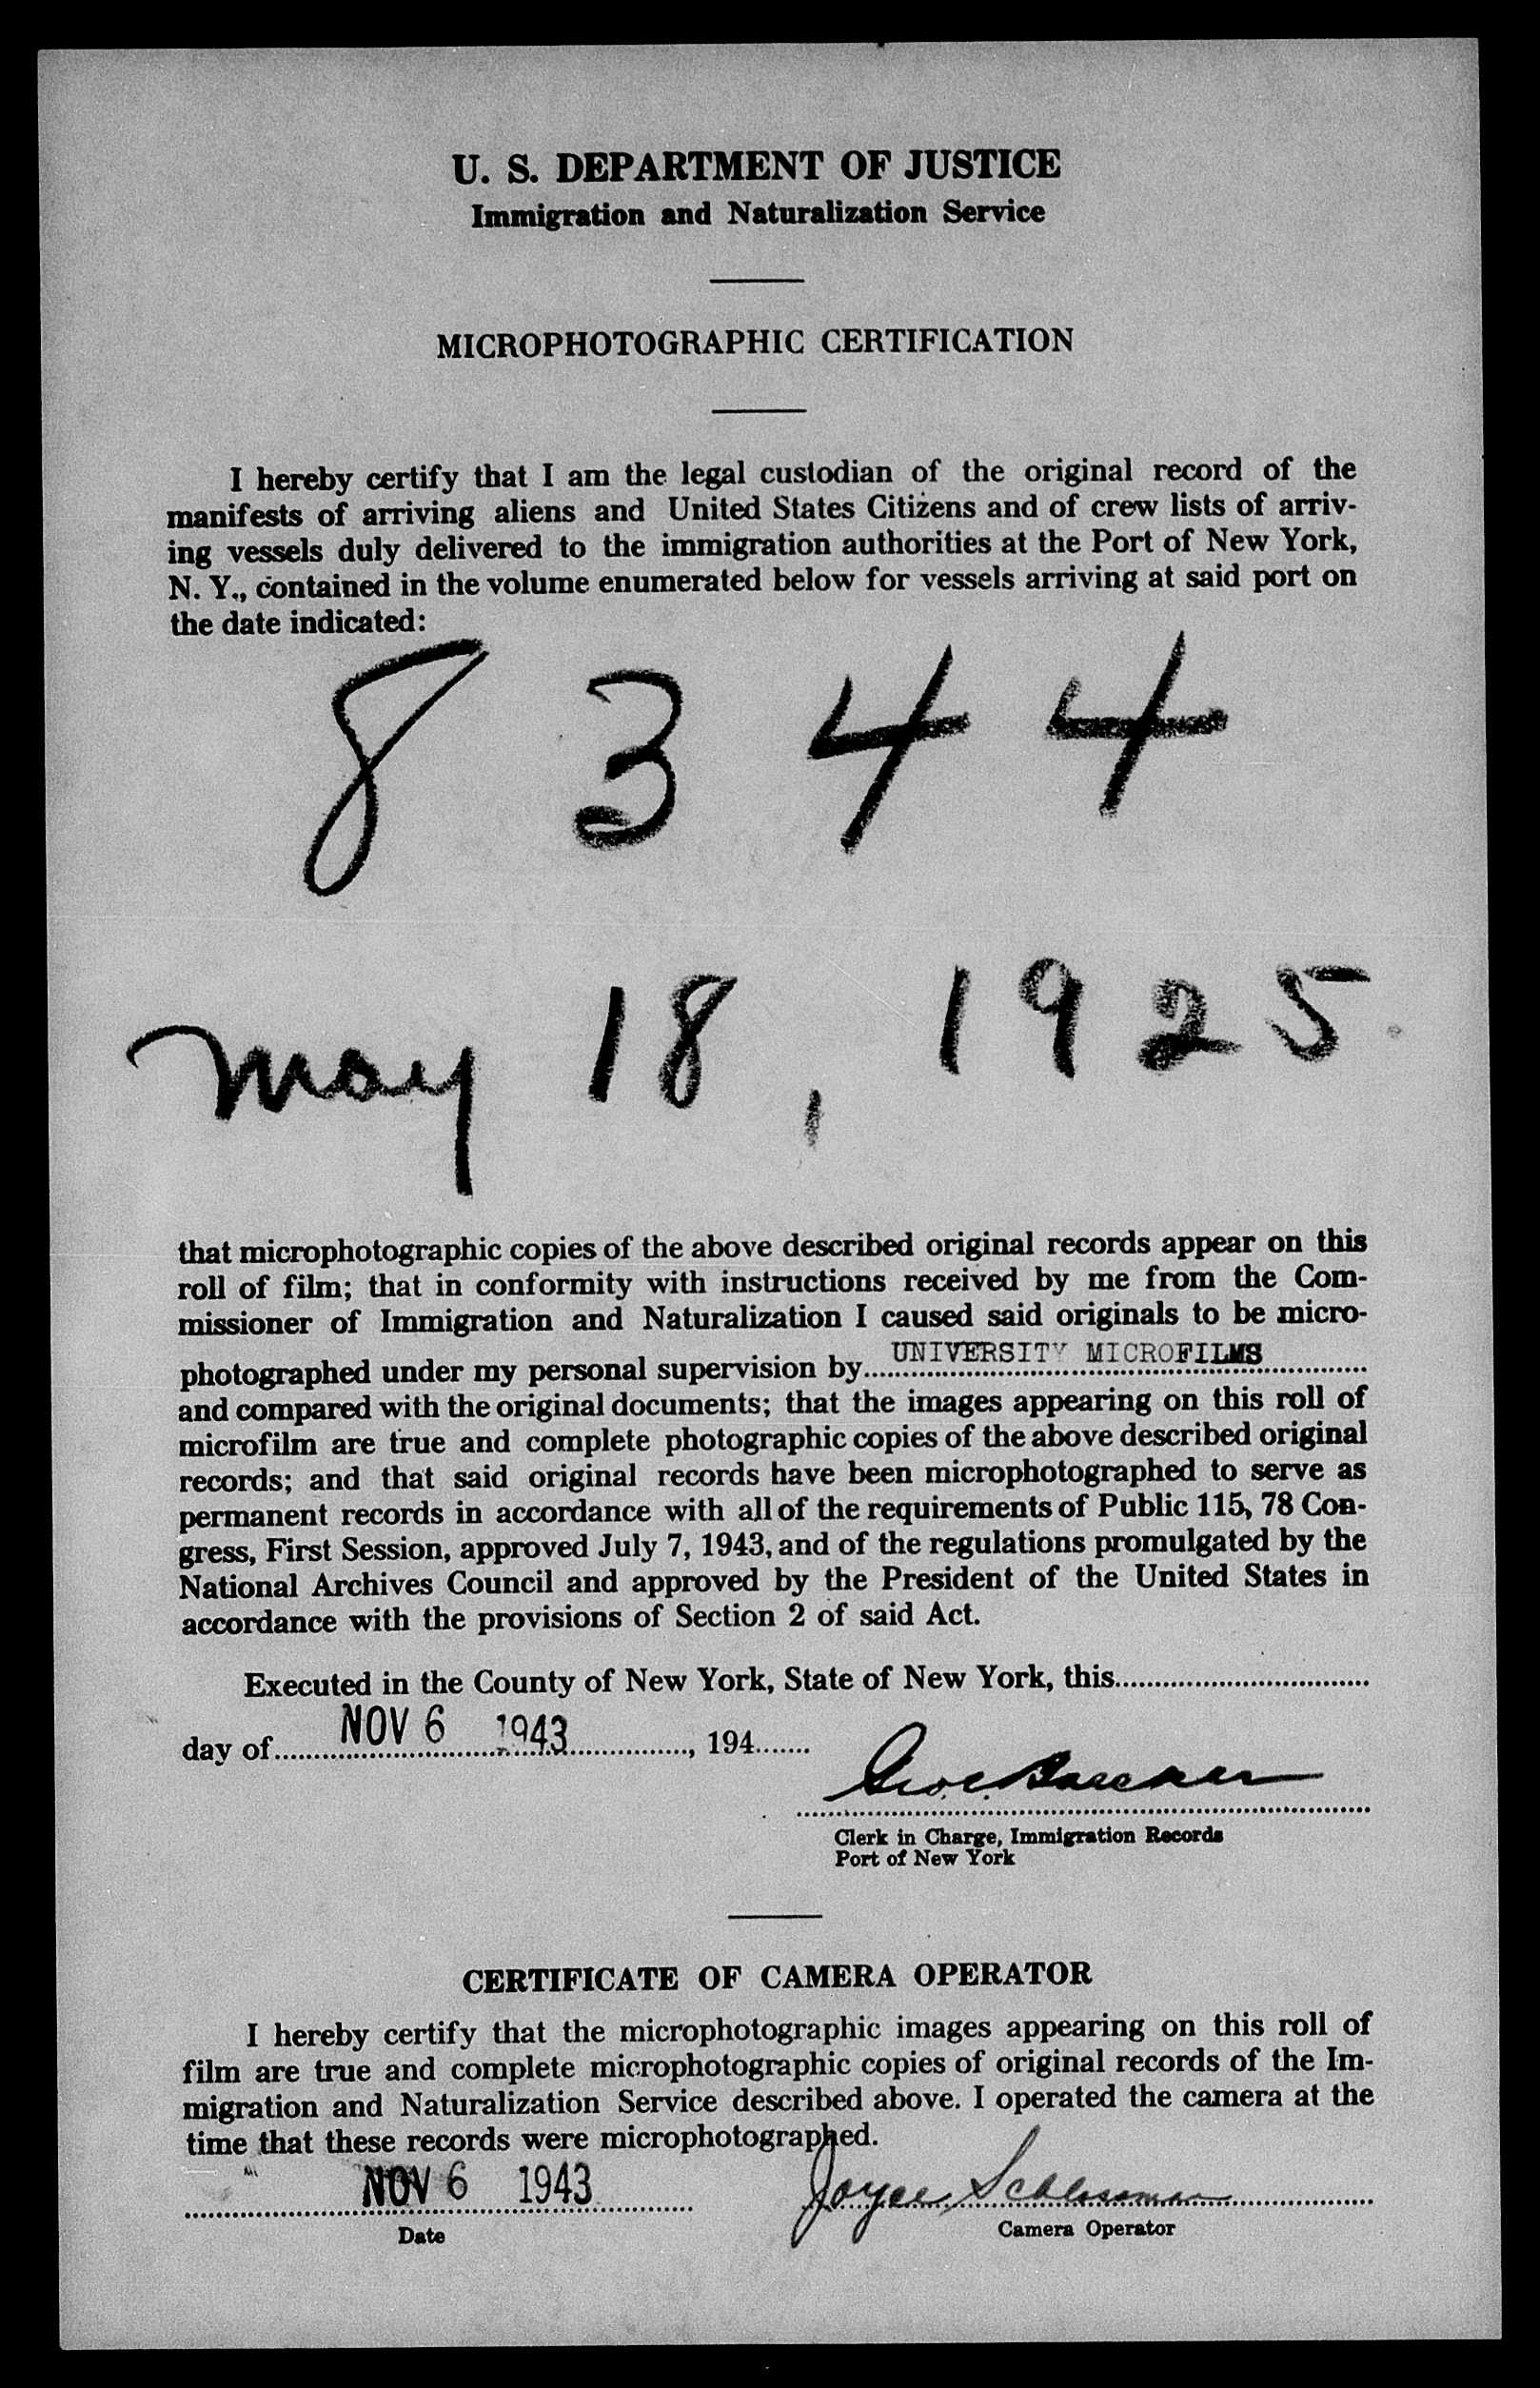 U. S. DEPARTMENT OF JUSTICE
Immigration and Naturalization Service
MICROPHOTOGRAPHIC CERTIFICATION
I hereby certify that I am the legal custodian of the original record of the
manifests of arriving aliens and United States Citizens and of crew lists of arriv-
ing vessels duly delivered to the immigration authorities at the Port of New York,
N. Y., contained in the volume enumerated below for vessels arriving at said port on
the date indicated:
8 3 4 4
May 18, 1925
that microphotographic copies of the above described original records appear on this
roll of film; that in conformity with instructions received by me from the Com-
missioner of Immigration and Naturalization I caused said originals to be micro-
photographed under my personal supervision by UNIVERSITY MICROFILMS
and compared with the original documents; that the images appearing on this roll of
microfilm are true and complete photographic copies of the above described original
records; and that said original records have been microphotographed to serve as
permanent records in accordance with all of the requirements of Public 115, 78 Con-
gress, First Session, approved July 7, 1943, and of the regulations promulgated by the
National Archives Council and approved by the President of the United States in
accordance with the provisions of Section 2 of said Act.
Executed in the County of New York, State of New York, this
day of NOV 6 1943, 194
Clerk in Charge, Immigration Records
Port of New York
CERTIFICATE OF CAMERA OPERATOR
I hereby certify that the microphotographic images appearing on this roll of
film are true and complete microphotographic copies of original records of the Im-
migration and Naturalization Service described above. I operated the camera at the
time that these records were microphotographed.
NOV 6 1943 Joyce Schlossman
Date Camera Operator